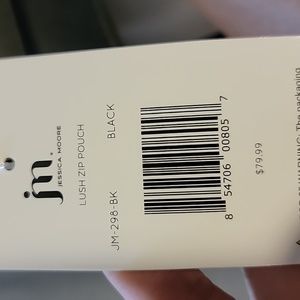 jm
JESSICA MOORE
LUSH ZIP POUCH
JM-298-BK BLACK
8 54706 00805 7
$79.99
WARNING: The packaging